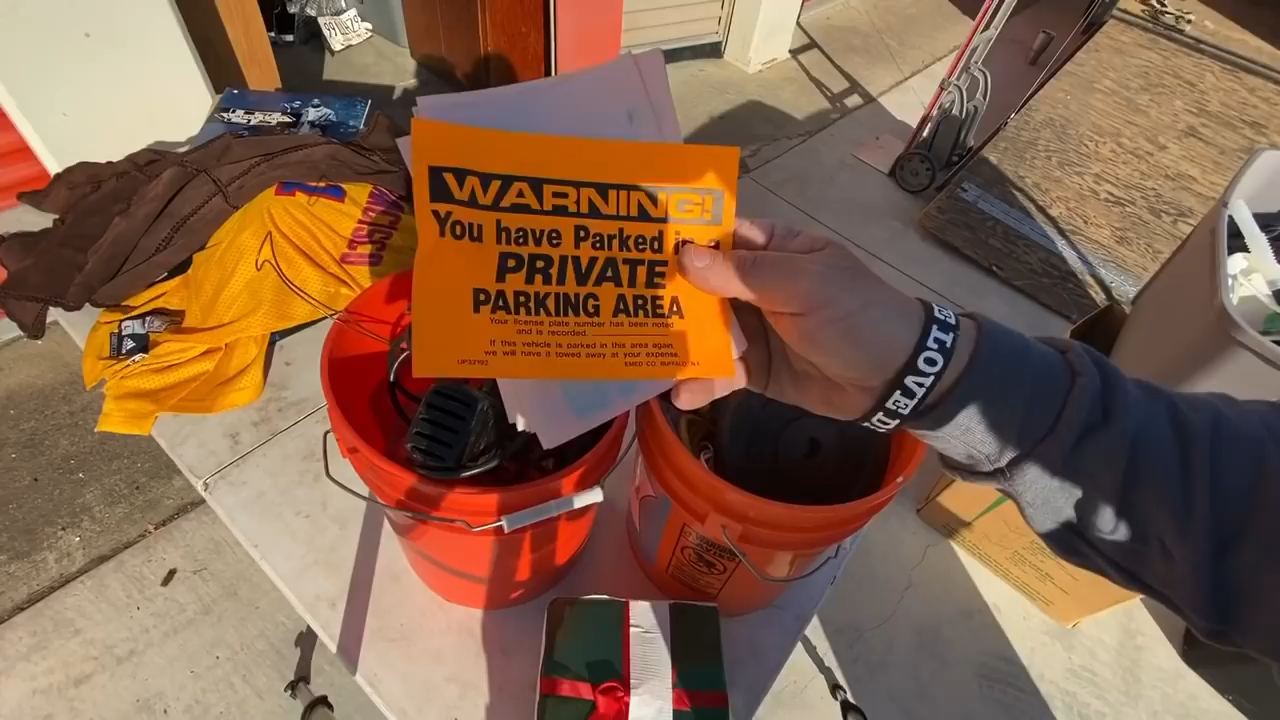 WARNING!
You have Parked in a
PRIVATE
PARKING AREA
Your license plate number has been noted
and is recorded.
If this vehicle is parked in this area again,
we will have it towed away at your expense.
UP32192
EMED CO. BUFFALO, N.Y.
adidas
WARNING
LOVE